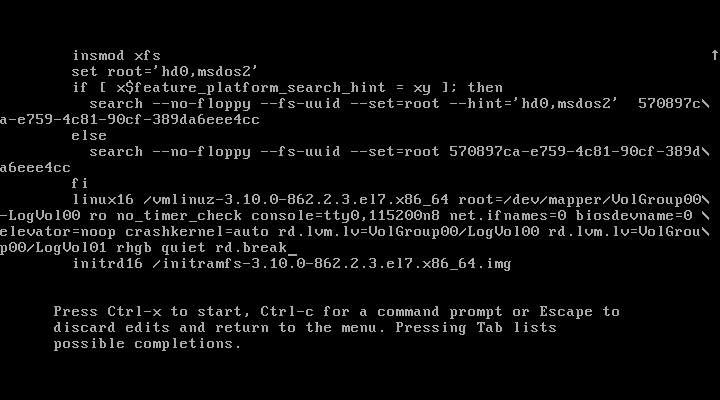 insmod xfs
set root='hd0,msdos2'
if [ x$feature_platform_search_hint = xy ]; then
search --no-floppy --fs-uuid --set=root --hint='hd0,msdos2'  570897c\
a-e759-4c81-90cf-389da6eee4cc
else
search --no-floppy --fs-uuid --set=root 570897ca-e759-4c81-90cf-389d\
a6eee4cc
fi
linux16 /vmlinuz-3.10.0-862.2.3.el7.x86_64 root=/dev/mapper/VolGroup00\
-LogVol00 ro no_timer_check console=tty0,115200n8 net.ifnames=0 biosdevname=0 \
elevator=noop crashkernel=auto rd.lvm.lv=VolGroup00/LogVol00 rd.lvm.lv=VolGrou\
p00/LogVol01 rhgb quiet rd.break_
initrd16 /initramfs-3.10.0-862.2.3.el7.x86_64.img
Press Ctrl-x to start, Ctrl-c for a command prompt or Escape to
discard edits and return to the menu. Pressing Tab lists
possible completions.